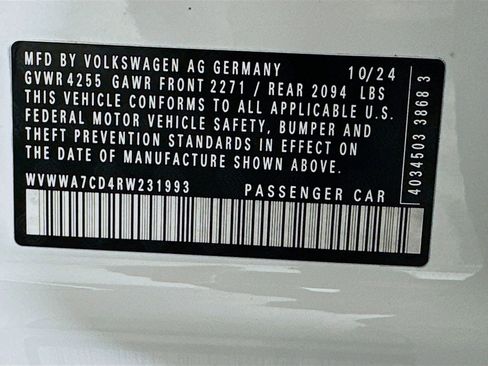 MFD BY VOLKSWAGEN AG GERMANY 10/24
GVWR 4255 GAWR FRONT 2271 / REAR 2094 LBS
THIS VEHICLE CONFORMS TO ALL APPLICABLE U.S.
FEDERAL MOTOR VEHICLE SAFETY, BUMPER AND
THEFT PREVENTION STANDARDS IN EFFECT ON
THE DATE OF MANUFACTURE SHOWN ABOVE.
WVWWA7CD4RW231993 PASSENGER CAR
4034503 3868 3